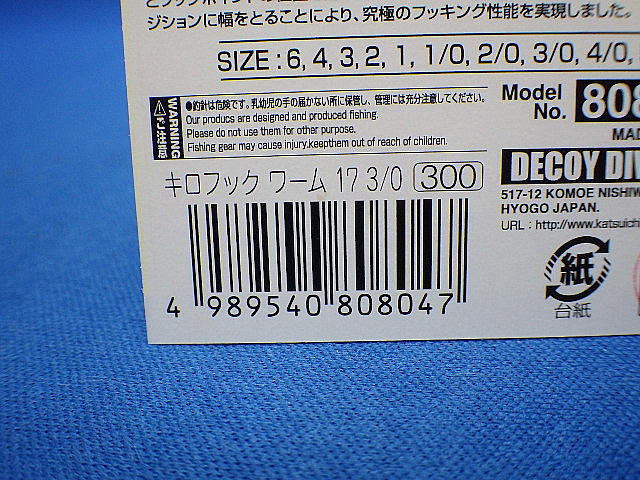 ジションに幅をとることにより、究極のフッキング性能を実現しました。
SIZE : 6, 4, 3, 2, 1, 1/0, 2/0, 3/0, 4/0,
WARNING
●釣針は危険です。乳幼児の手の届かない所に保管し、管理には充分注意してください。
Our producs are designed and produced fishing.
Please do not use them for other purpose.
Fishing gear may cause injury.keepthem out of reach of children.
Model No. 808
MAD
DECOY DIV
517-12 KOMOE NISHIW
HYOGO JAPAN.
URL : http://www.katsuich
キロフック ワーム 17 3/0 300
4 989540 808047
紙
台紙